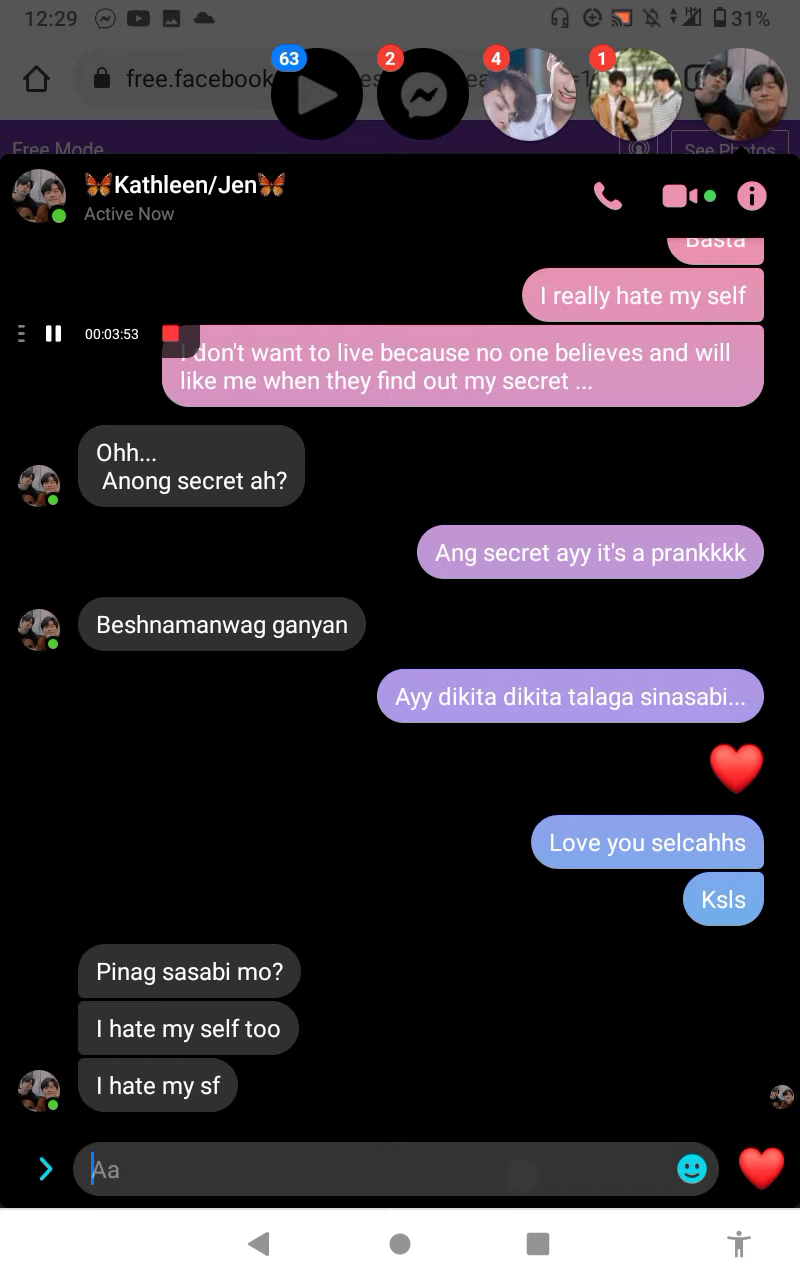 12:29
31%
63
2
4
1
free.facebook
Free Mode
See Photos
🦋Kathleen/Jen🦋
Active Now
Basta
I really hate my self
00:03:53
I don't want to live because no one believes and will
like me when they find out my secret ...
Ohh...
Anong secret ah?
Ang secret ayy it's a prankkkk
Beshnamanwag ganyan
Ayy dikita dikita talaga sinasabi...
Love you selcahhs
Ksls
Pinag sasabi mo?
I hate my self too
I hate my sf
Aa